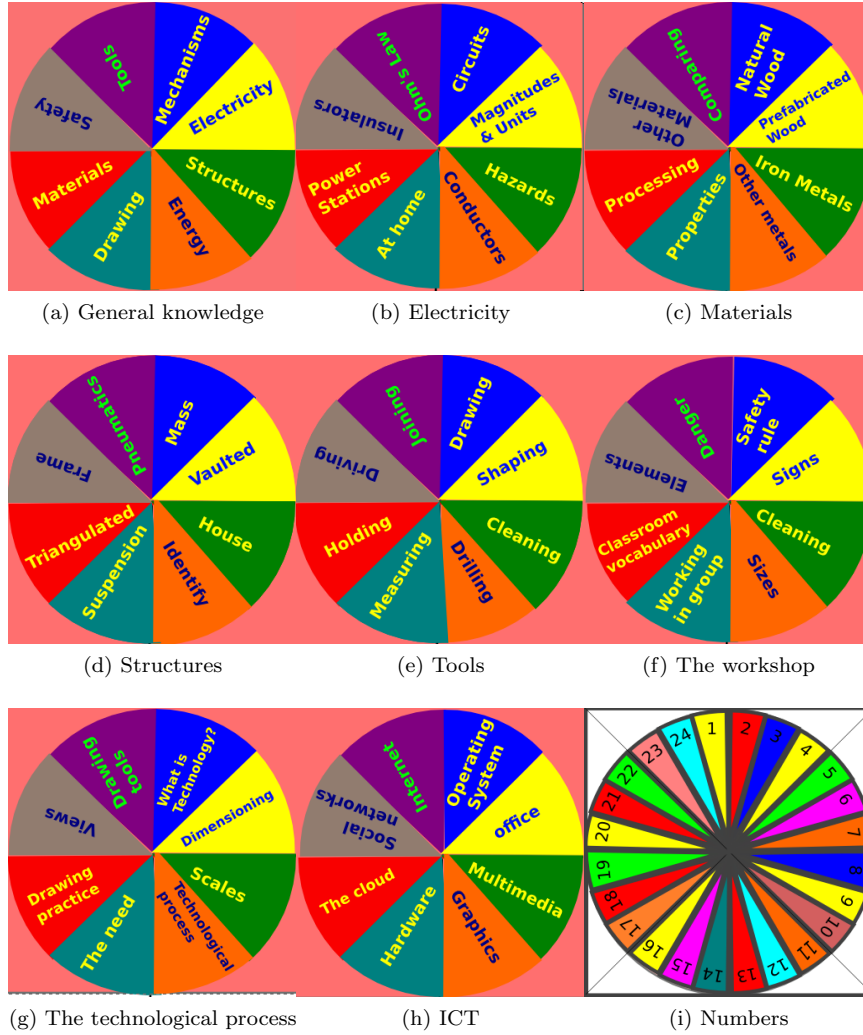 Tools
Mechanisms
Electricity
Structures
Energy
Drawing
Materials
Safety
(a) General knowledge
Ohm's Law
Circuits
Magnitudes
& Units
Hazards
Conductors
At home
Power
Stations
Insulators
(b) Electricity
Comparing
Natural
Wood
Prefabricated
Wood
Iron Metals
Other metals
Properties
Processing
Other
Materials
(c) Materials
Pneumatics
Mass
Vaulted
House
Identify
Suspension
Triangulated
Frame
(d) Structures
Joining
Drawing
Shaping
Cleaning
Drilling
Measuring
Holding
Driving
(e) Tools
Danger
Safety
rule
Signs
Cleaning
Sizes
Working
in group
Classroom
vocabulary
Elements
(f) The workshop
Drawing
tools
What is
Technology?
Dimensioning
Scales
Technological
process
The need
Drawing
practice
Views
(g) The technological process
Internet
Operating
System
office
Multimedia
Graphics
Hardware
The cloud
Social
networks
(h) ICT
1
2
3
4
5
6
7
8
9
10
11
12
13
14
15
16
17
18
19
20
21
22
23
24
(i) Numbers